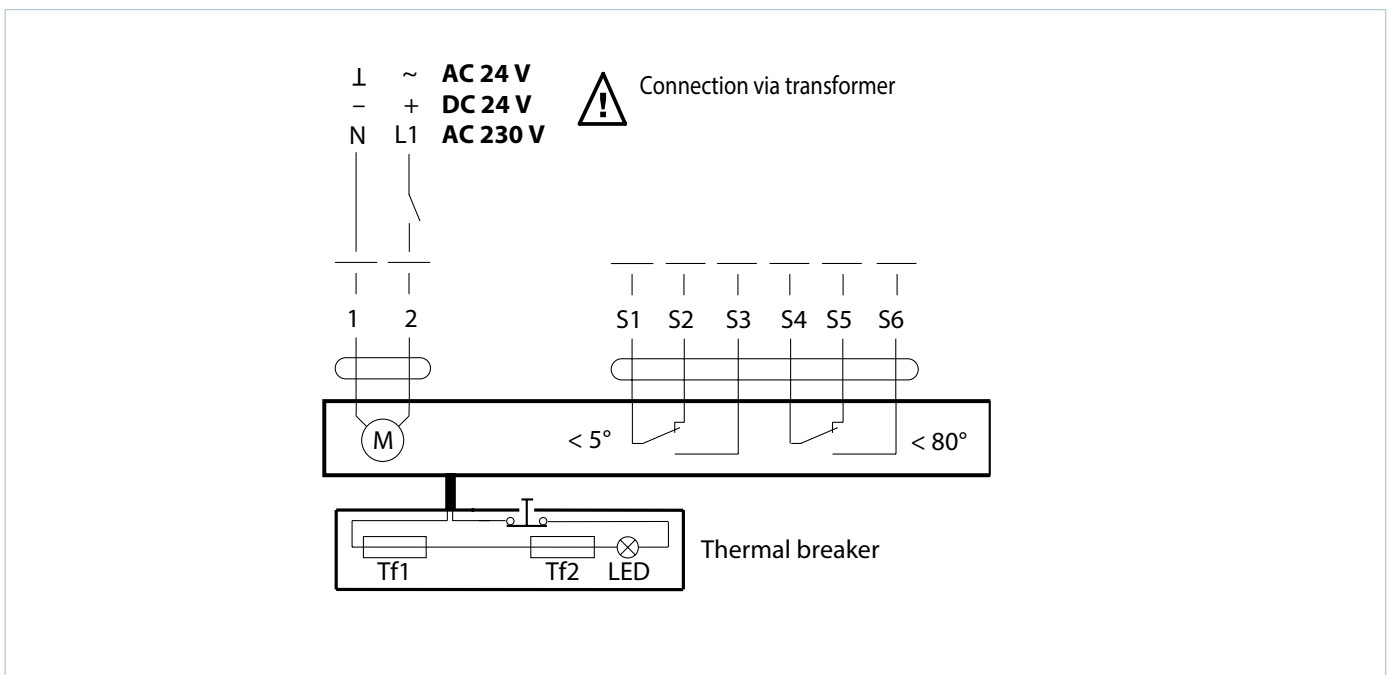 ⊥ ~ AC 24 V
− + DC 24 V
N L1 AC 230 V
! Connection via transformer
1 2 S1 S2 S3 S4 S5 S6
M < 5° < 80°
Thermal breaker
Tf1 Tf2 LED